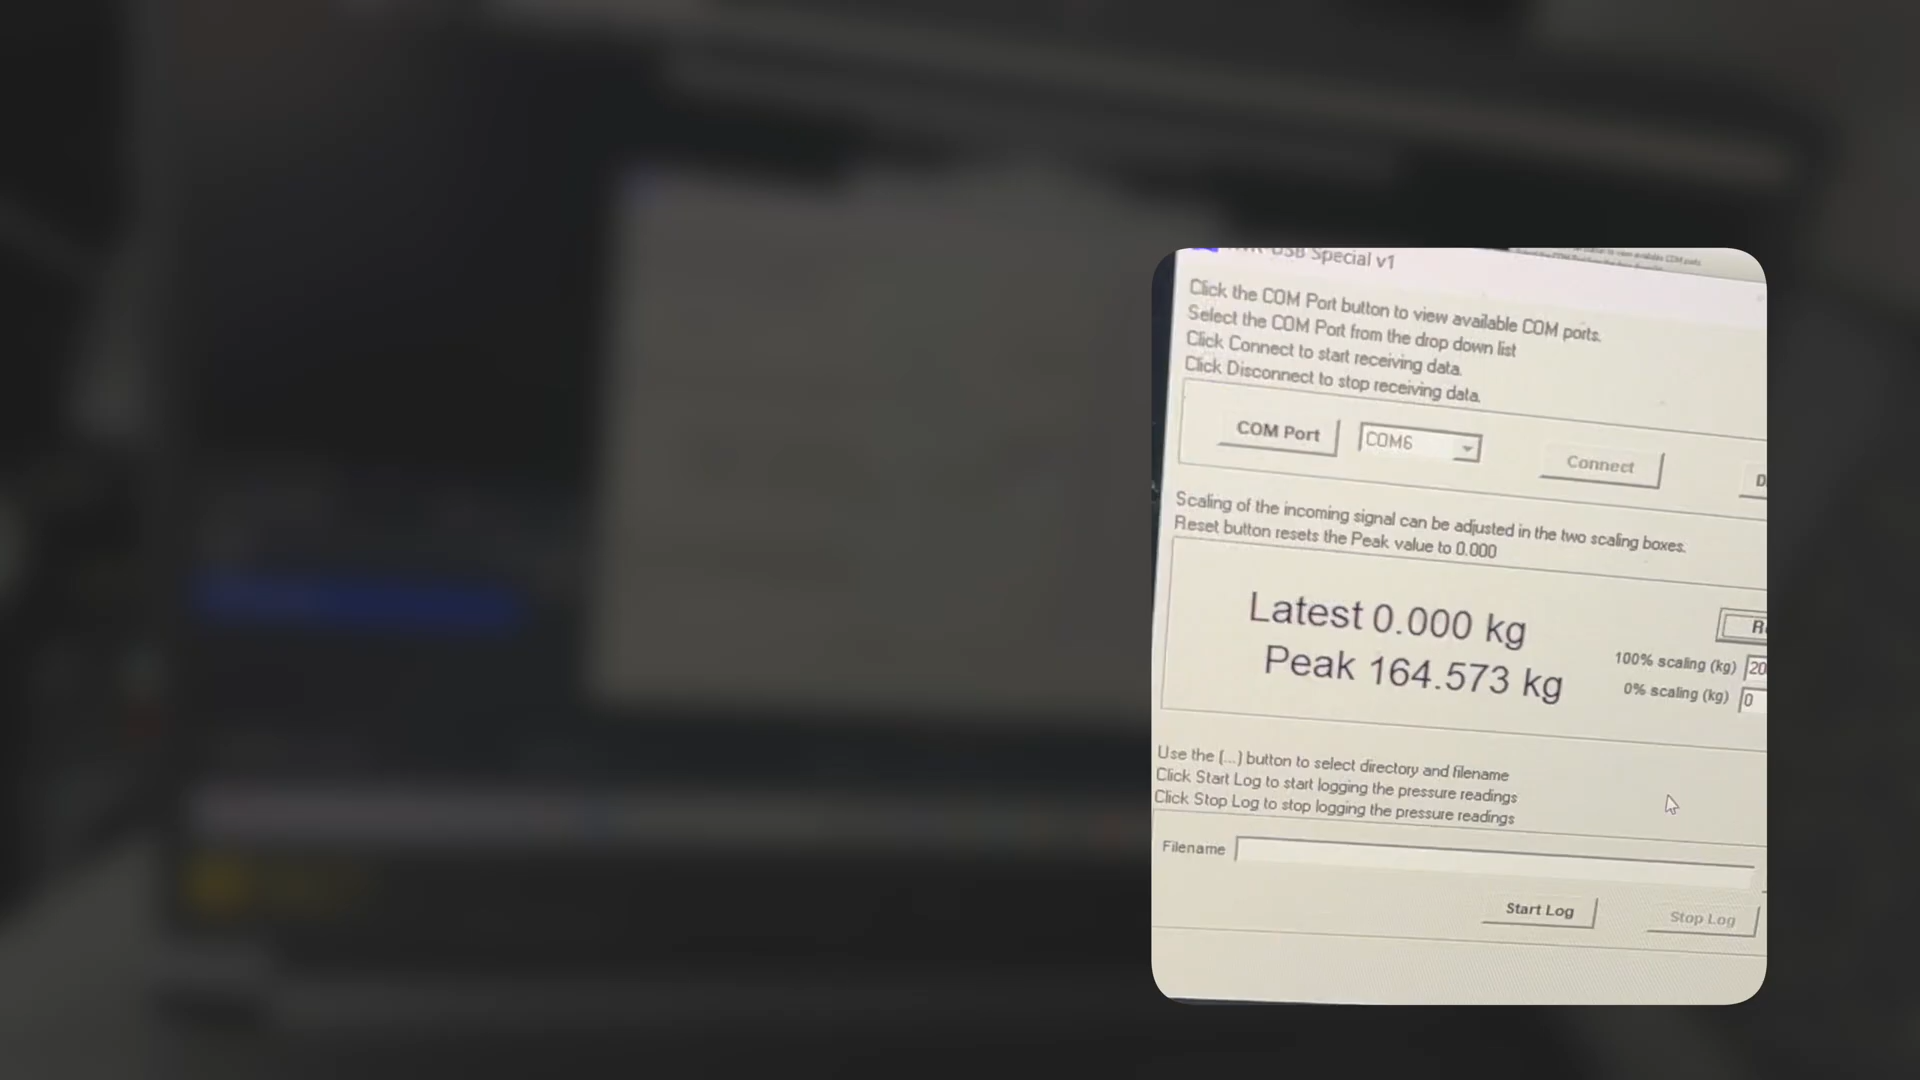 USB Special v1
Click the COM Port button to view available COM ports.
Select the COM Port from the drop down list
Click Connect to start receiving data.
Click Disconnect to stop receiving data.
COM Port COM6 Connect
Scaling of the incoming signal can be adjusted in the two scaling boxes.
Reset button resets the Peak value to 0.000
Latest 0.000 kg
Peak 164.573 kg
100% scaling (kg) 20
0% scaling (kg) 0
Use the (...) button to select directory and filename
Click Start Log to start logging the pressure readings
Click Stop Log to stop logging the pressure readings
Filename
Start Log Stop Log